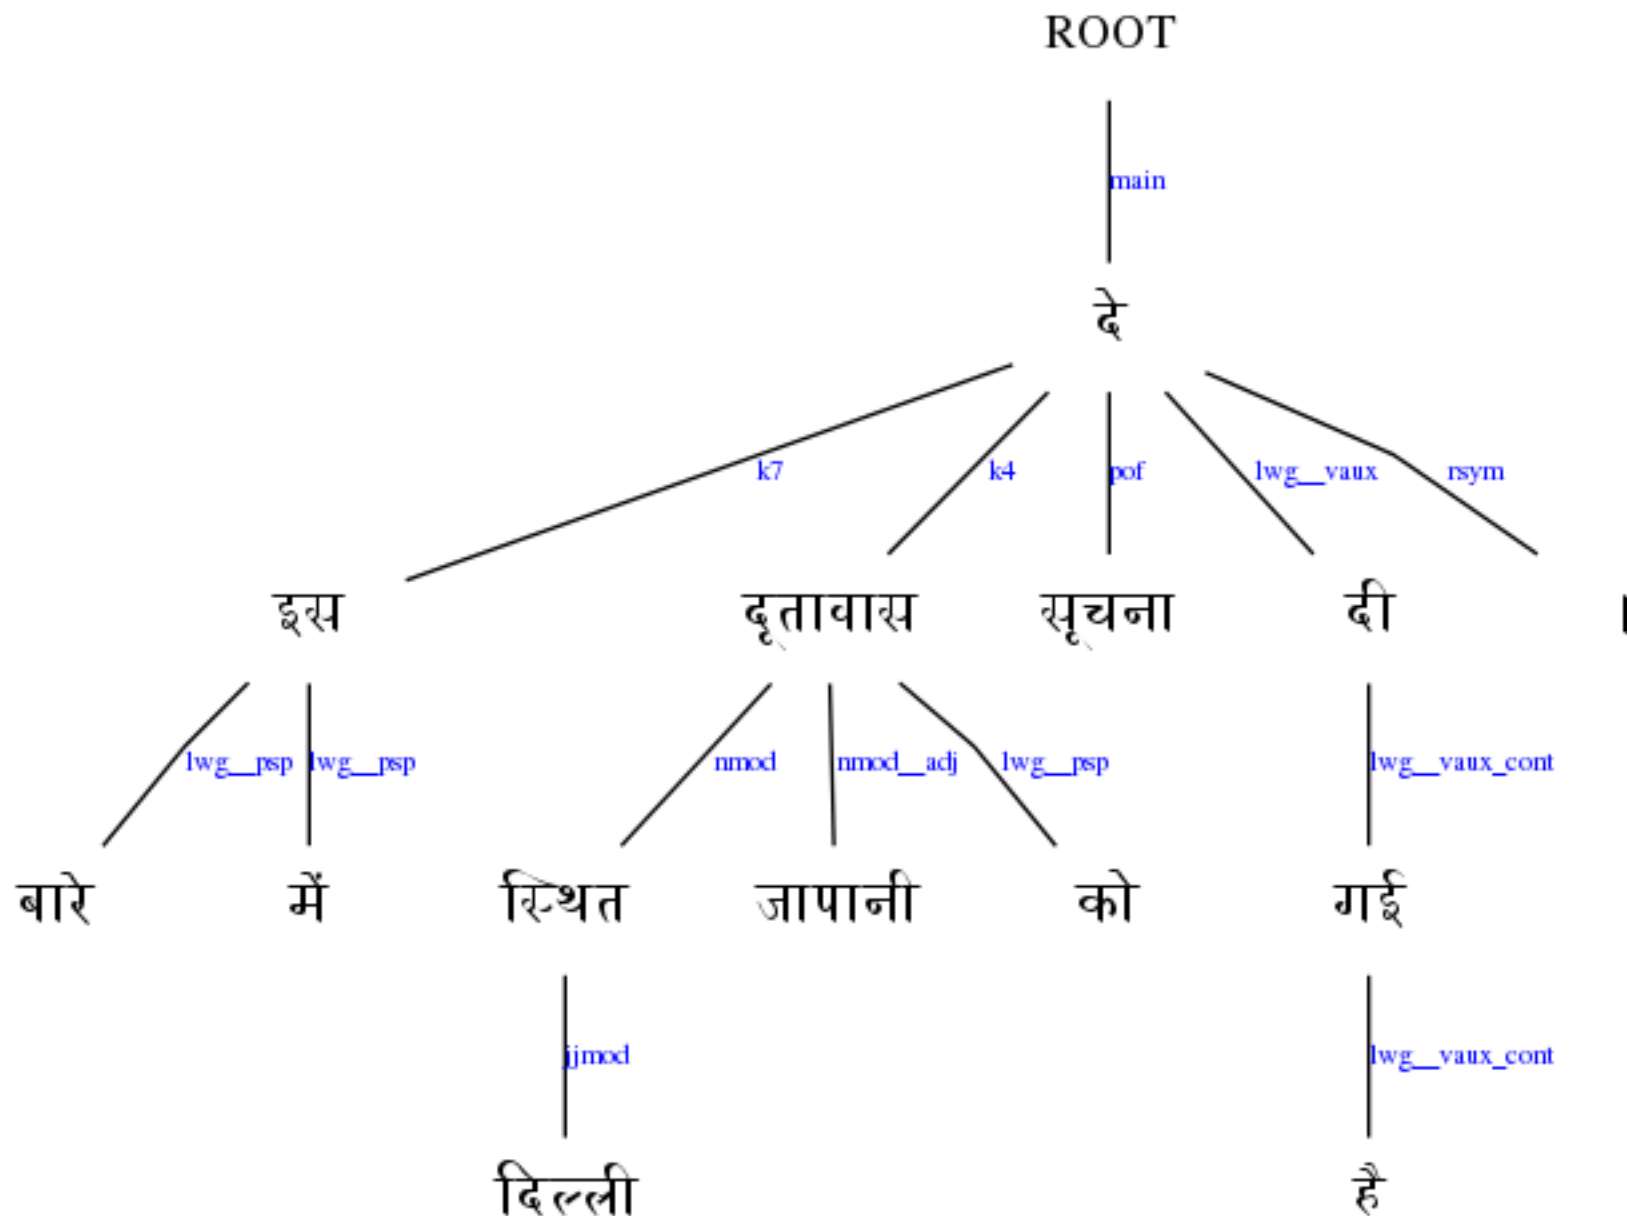 ROOT
main
दे
k7 k4 pof lwg__vaux rsym
इस दूतावास सूचना दी ।
lwg__psp lwg__psp nmod nmod__adj lwg__psp lwg__vaux_cont
बारे में स्थित जापानी को गई
jjmod lwg__vaux_cont
दिल्ली है